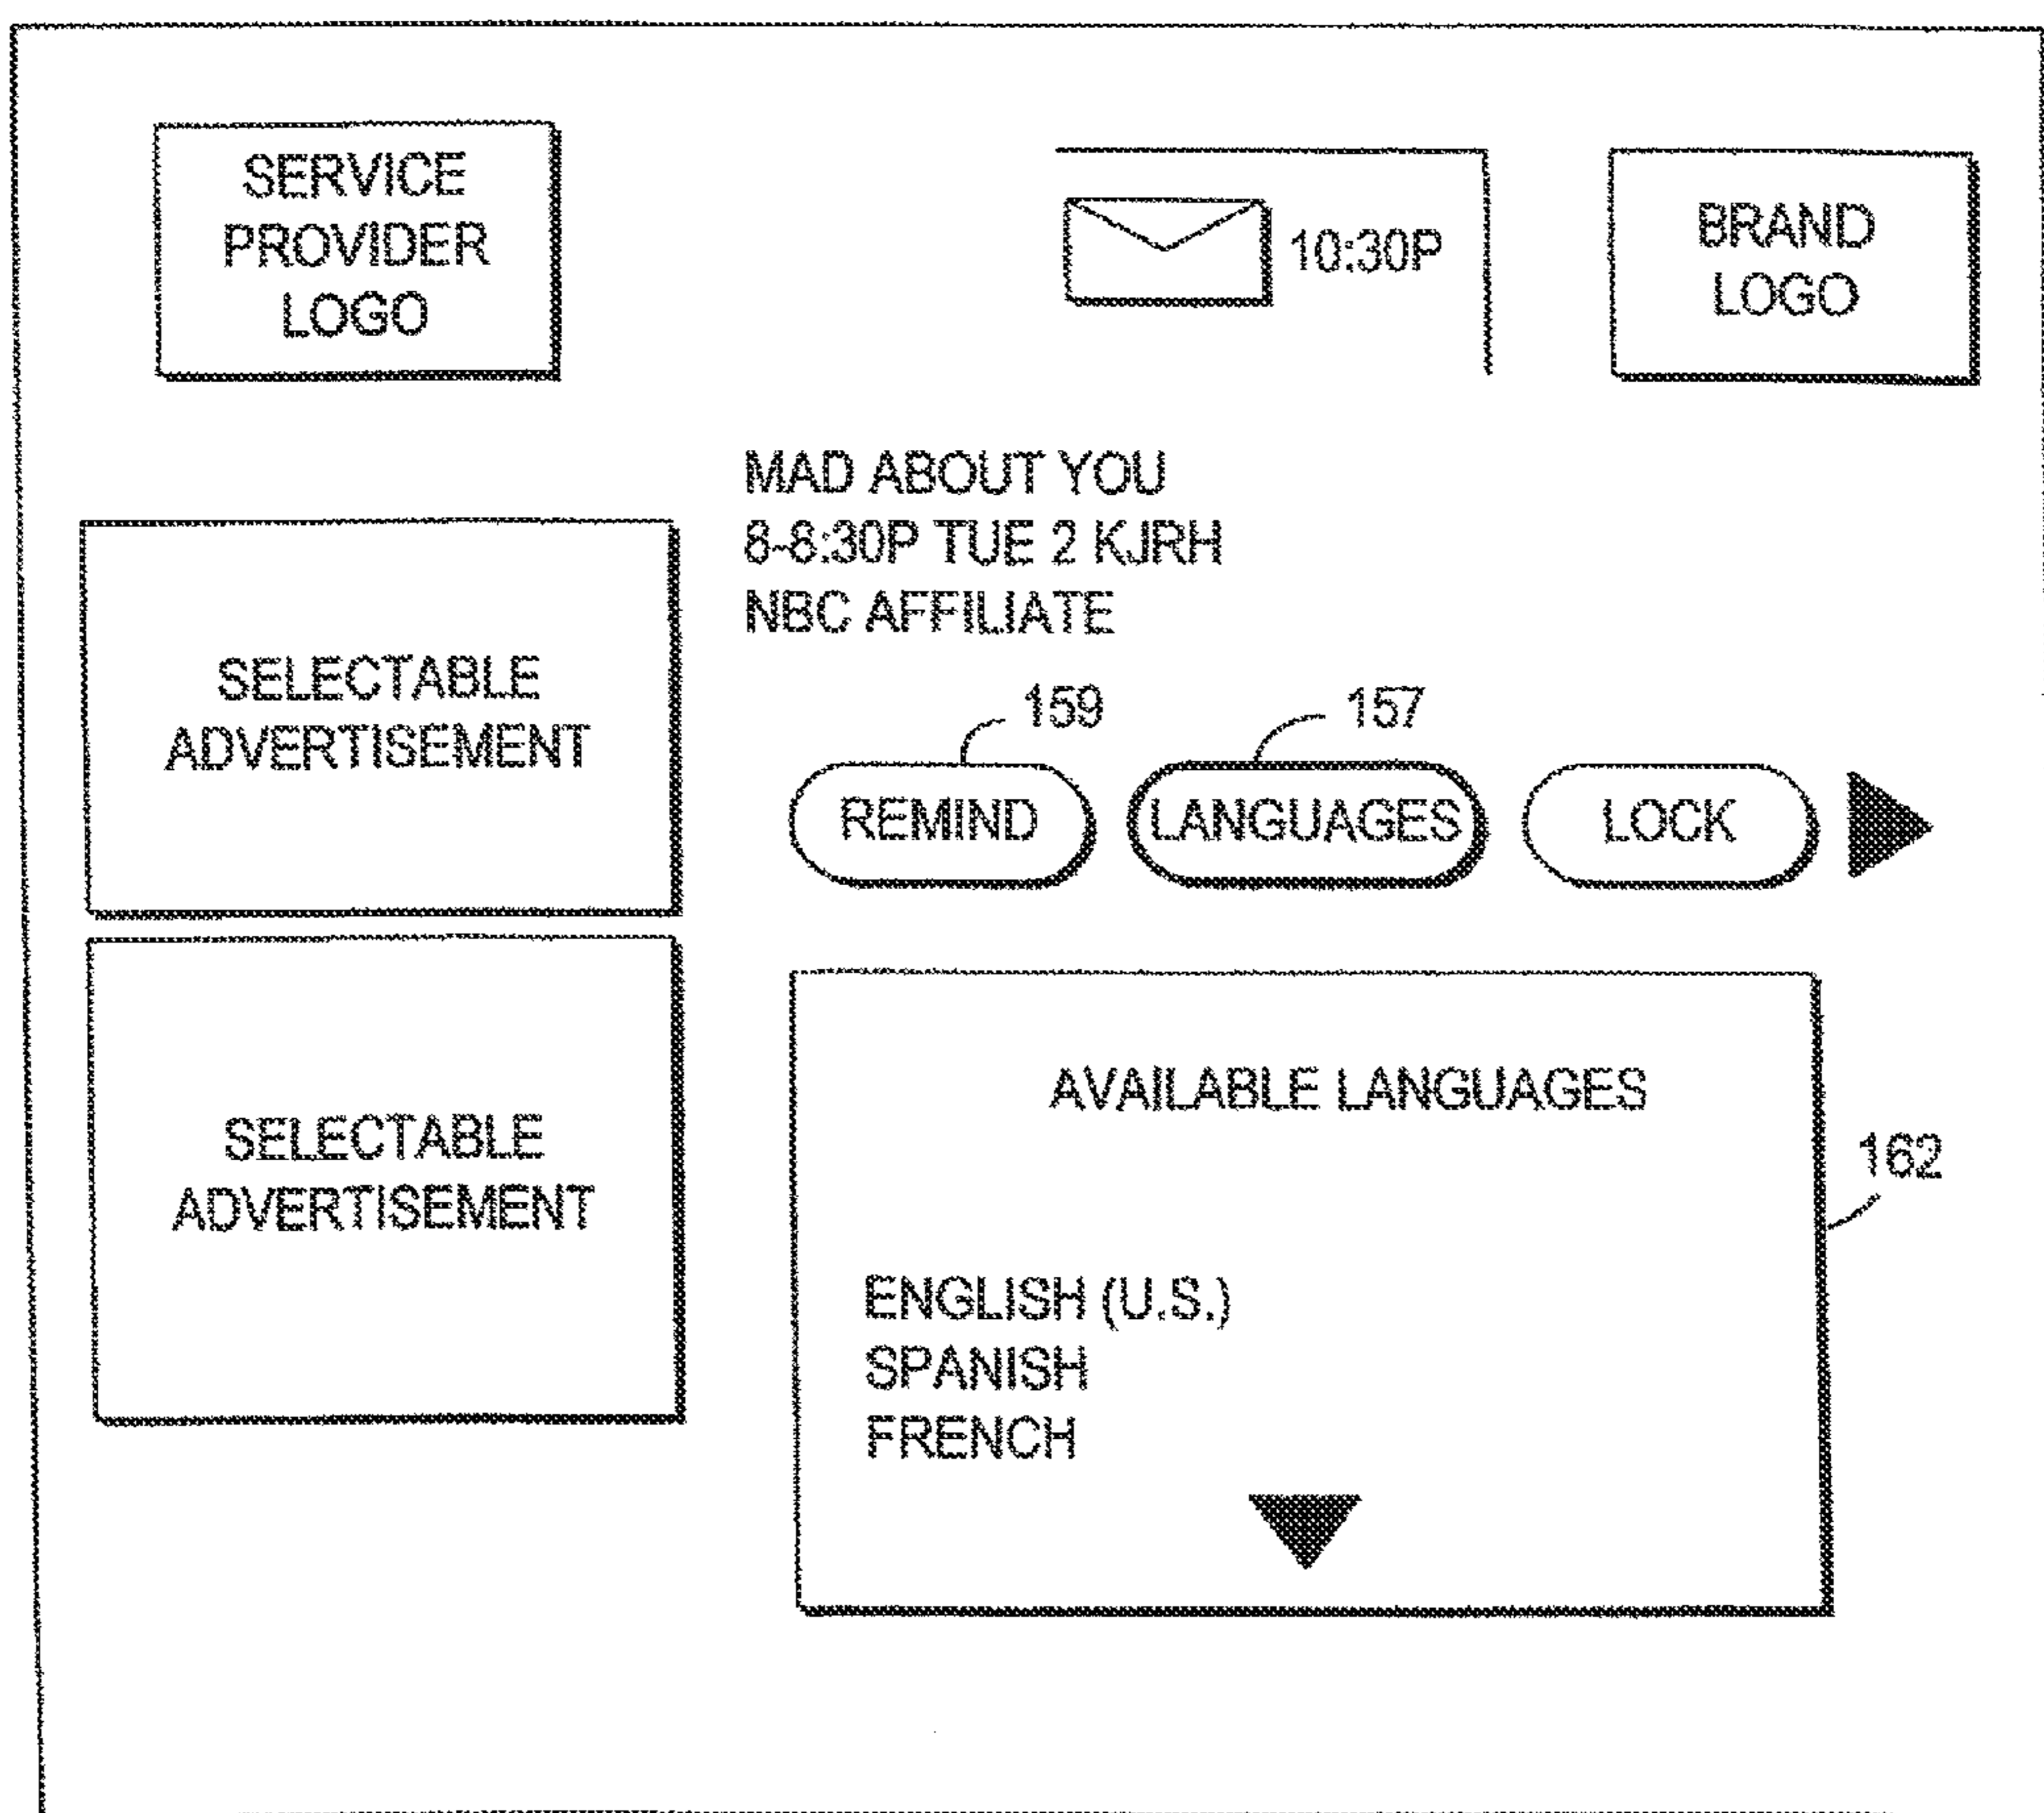 SERVICE
PROVIDER
LOGO
10:30P
BRAND
LOGO
MAD ABOUT YOU
8-8:30P TUE 2 KJRH
NBC AFFILIATE
SELECTABLE
ADVERTISEMENT
159
157
REMIND
LANGUAGES
LOCK
SELECTABLE
ADVERTISEMENT
AVAILABLE LANGUAGES
162
ENGLISH (U.S.)
SPANISH
FRENCH